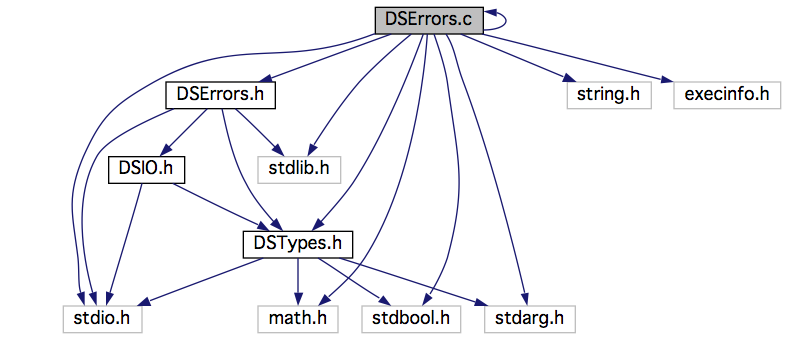 DSErrors.c
DSErrors.h
string.h
execinfo.h
DSIO.h
stdlib.h
DSTypes.h
stdio.h
math.h
stdbool.h
stdarg.h